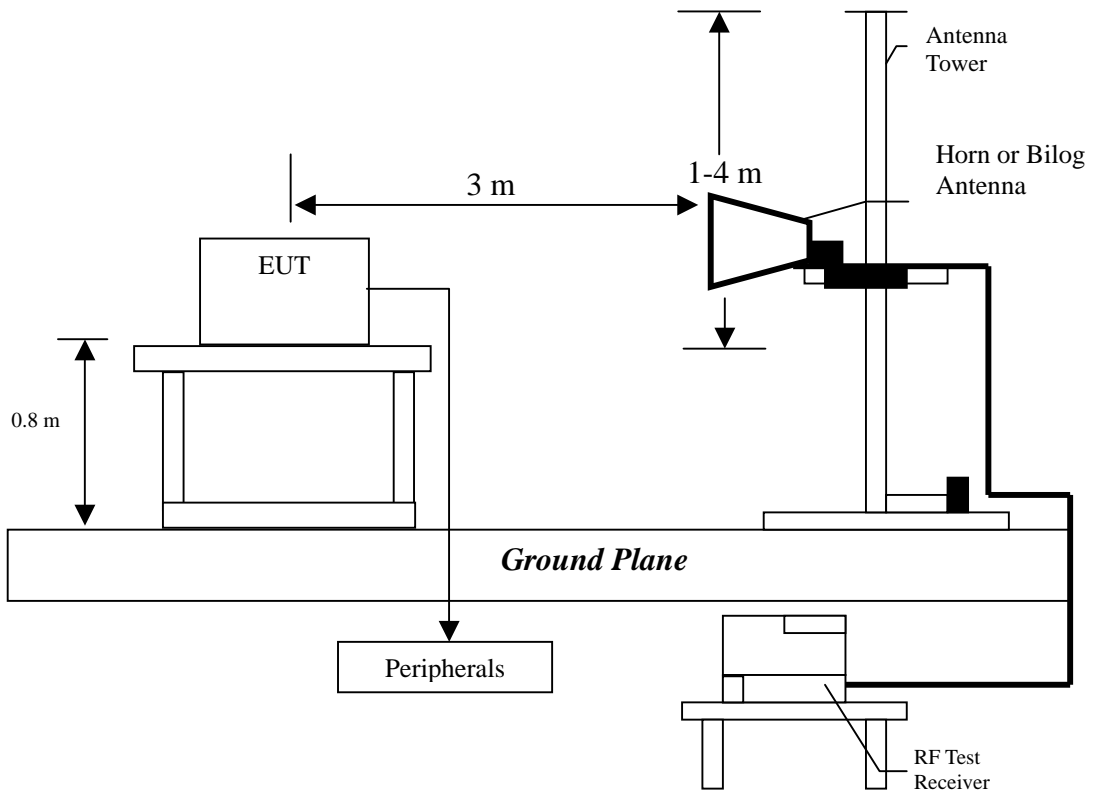 Antenna
Tower
Horn or Bilog
Antenna
1-4 m
3 m
EUT
0.8 m
Ground Plane
Peripherals
RF Test
Receiver